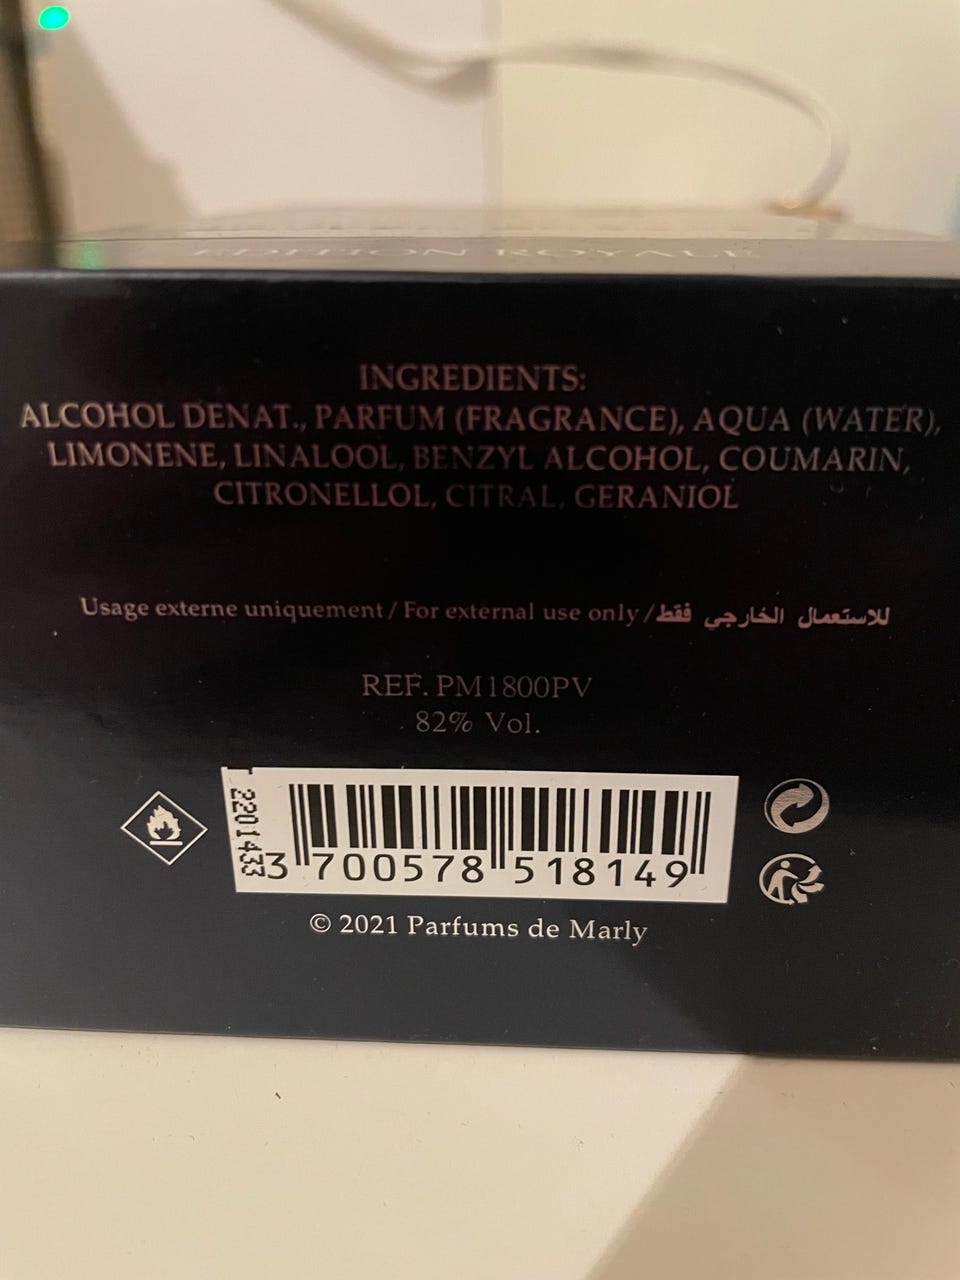 EDITION ROYALE
INGREDIENTS:
ALCOHOL DENAT., PARFUM (FRAGRANCE), AQUA (WATER),
LIMONENE, LINALOOL, BENZYL ALCOHOL, COUMARIN,
CITRONELLOL, CITRAL, GERANIOL
Usage externe uniquement / For external use only / للاستعمال الخارجي فقط
REF. PM1800PV
82% Vol.
2201433
3 700578 518149
© 2021 Parfums de Marly